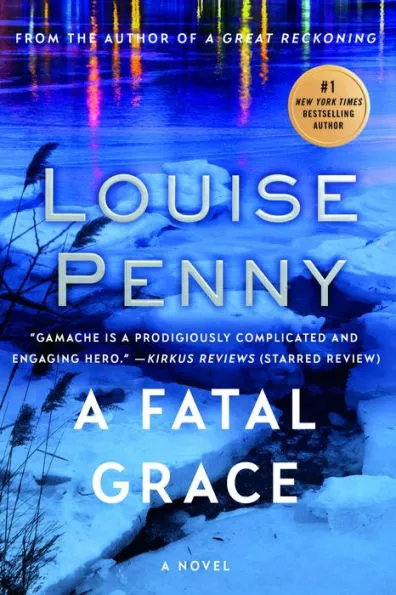 FROM THE AUTHOR OF A GREAT RECKONING
#1
NEW YORK TIMES
BESTSELLING
AUTHOR
LOUISE
PENNY
“GAMACHE IS A PRODIGIOUSLY COMPLICATED AND
ENGAGING HERO.” —KIRKUS REVIEWS (STARRED REVIEW)
A FATAL
GRACE
A NOVEL